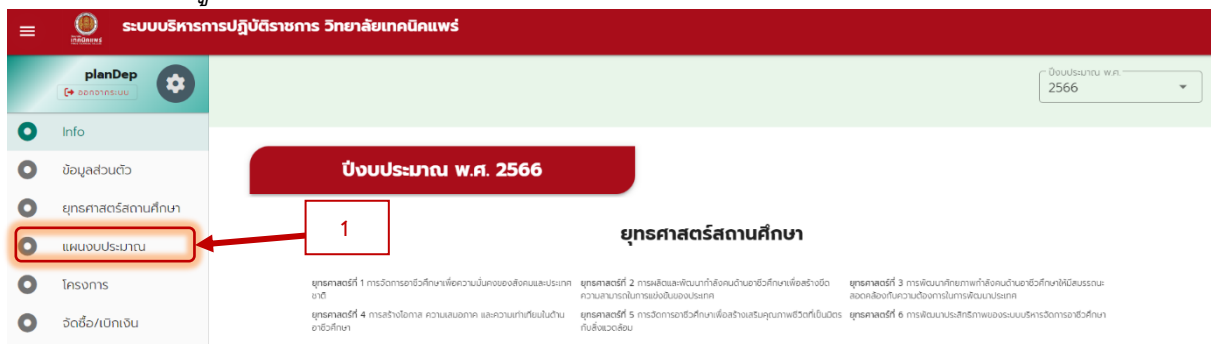 ระบบบริหารการปฏิบัติราชการ วิทยาลัยเทคนิคแพร่
planDep
ออกจากระบบ
ปีงบประมาณ พ.ศ.
2566
Info
ข้อมูลส่วนตัว
ยุทธศาสตร์สถานศึกษา
แผนงบประมาณ
โครงการ
จัดซื้อ/เบิกเงิน
ปีงบประมาณ พ.ศ. 2566
1
ยุทธศาสตร์สถานศึกษา
ยุทธศาสตร์ที่ 1 การจัดการอาชีวศึกษาเพื่อความมั่นคงของสังคมและประเทศ
ชาติ
ยุทธศาสตร์ที่ 2 การผลิตและพัฒนากำลังคนด้านอาชีวศึกษาเพื่อสร้างขีด
ความสามารถในการแข่งขันของประเทศ
ยุทธศาสตร์ที่ 3 การพัฒนาศักยภาพกำลังคนด้านอาชีวศึกษาให้มีสมรรถนะ
สอดคล้องกับความต้องการในการพัฒนาประเทศ
ยุทธศาสตร์ที่ 4 การสร้างโอกาส ความเสมอภาค และความเท่าเทียมในด้าน
อาชีวศึกษา
ยุทธศาสตร์ที่ 5 การจัดการอาชีวศึกษาเพื่อสร้างเสริมคุณภาพชีวิตที่เป็นมิตร
กับสิ่งแวดล้อม
ยุทธศาสตร์ที่ 6 การพัฒนาประสิทธิภาพของระบบบริหารจัดการอาชีวศึกษา